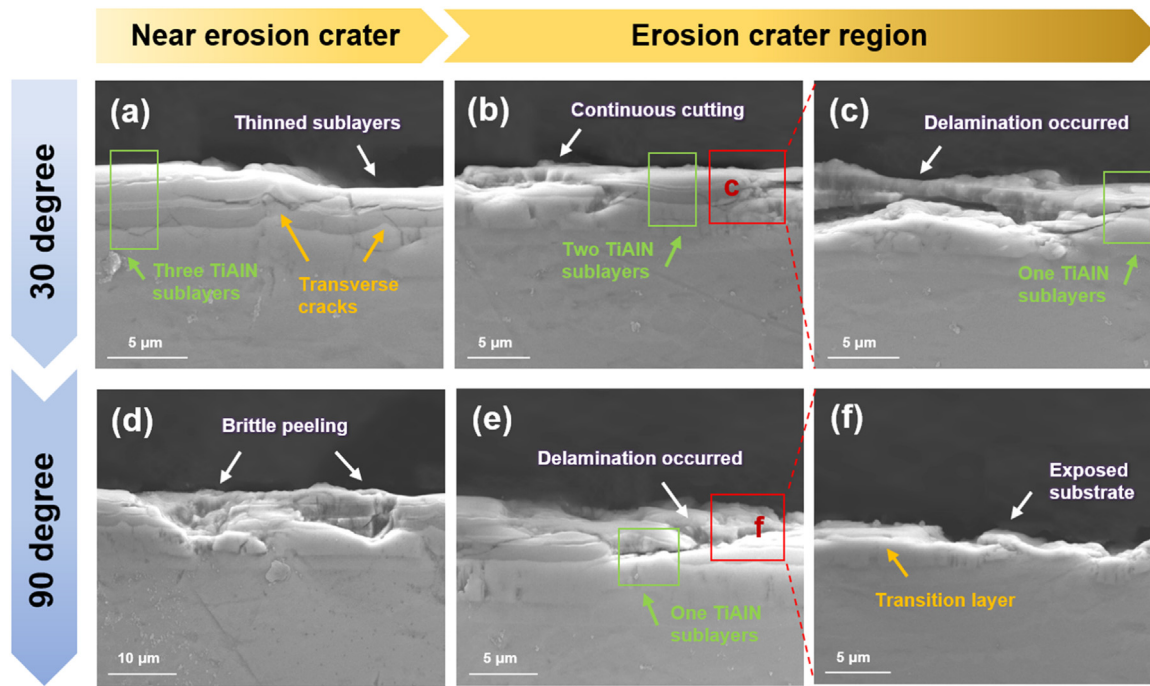 Near erosion crater
Erosion crater region
30 degree
(a)
Thinned sublayers
Three TiAlN
sublayers
Transverse
cracks
5 μm
(b)
Continuous cutting
c
Two TiAlN
sublayers
5 μm
(c)
Delamination occurred
One TiAlN
sublayers
5 μm
90 degree
(d)
Brittle peeling
10 μm
(e)
Delamination occurred
f
One TiAlN
sublayers
5 μm
(f)
Exposed
substrate
Transition layer
5 μm